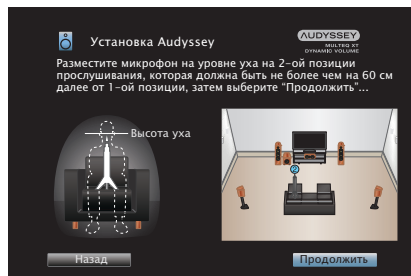 Установка Audyssey
AUDYSSEY
MULTEQ XT
DYNAMIC VOLUME
Разместите микрофон на уровне уха на 2-ой позиции
прослушивания, которая должна быть не более чем на 60 см
далее от 1-ой позиции, затем выберите “Продолжить”...
Высота уха
2
Назад
Продолжить